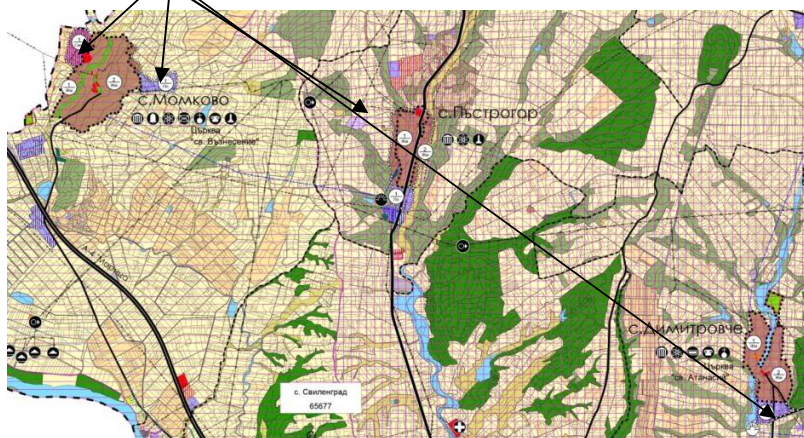 с.Момково
Църква
"св. Възнесение"
с.Пъстрогор
с.Димитровче
Църква
"св. Атанасий"
с. Свиленград
65677